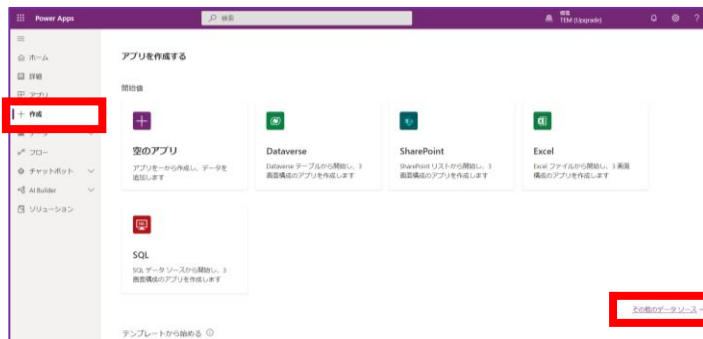 Power Apps
検索
環境
TEM (Upgrade)
?
ホーム
詳細
アプリ
作成
データ
フロー
チャットボット
AI Builder
ソリューション
アプリを作成する
開始値
空のアプリ
アプリを一から作成し、データを
追加します
Dataverse
Dataverse テーブルから開始し、3
画面構成のアプリを作成します
SharePoint
SharePoint リストから開始し、3
画面構成のアプリを作成します
Excel
Excel ファイルから開始し、3 画面
構成のアプリを作成します
SQL
SQL データ ソースから開始し、3
画面構成のアプリを作成します
その他のデータ ソース
テンプレートから始める